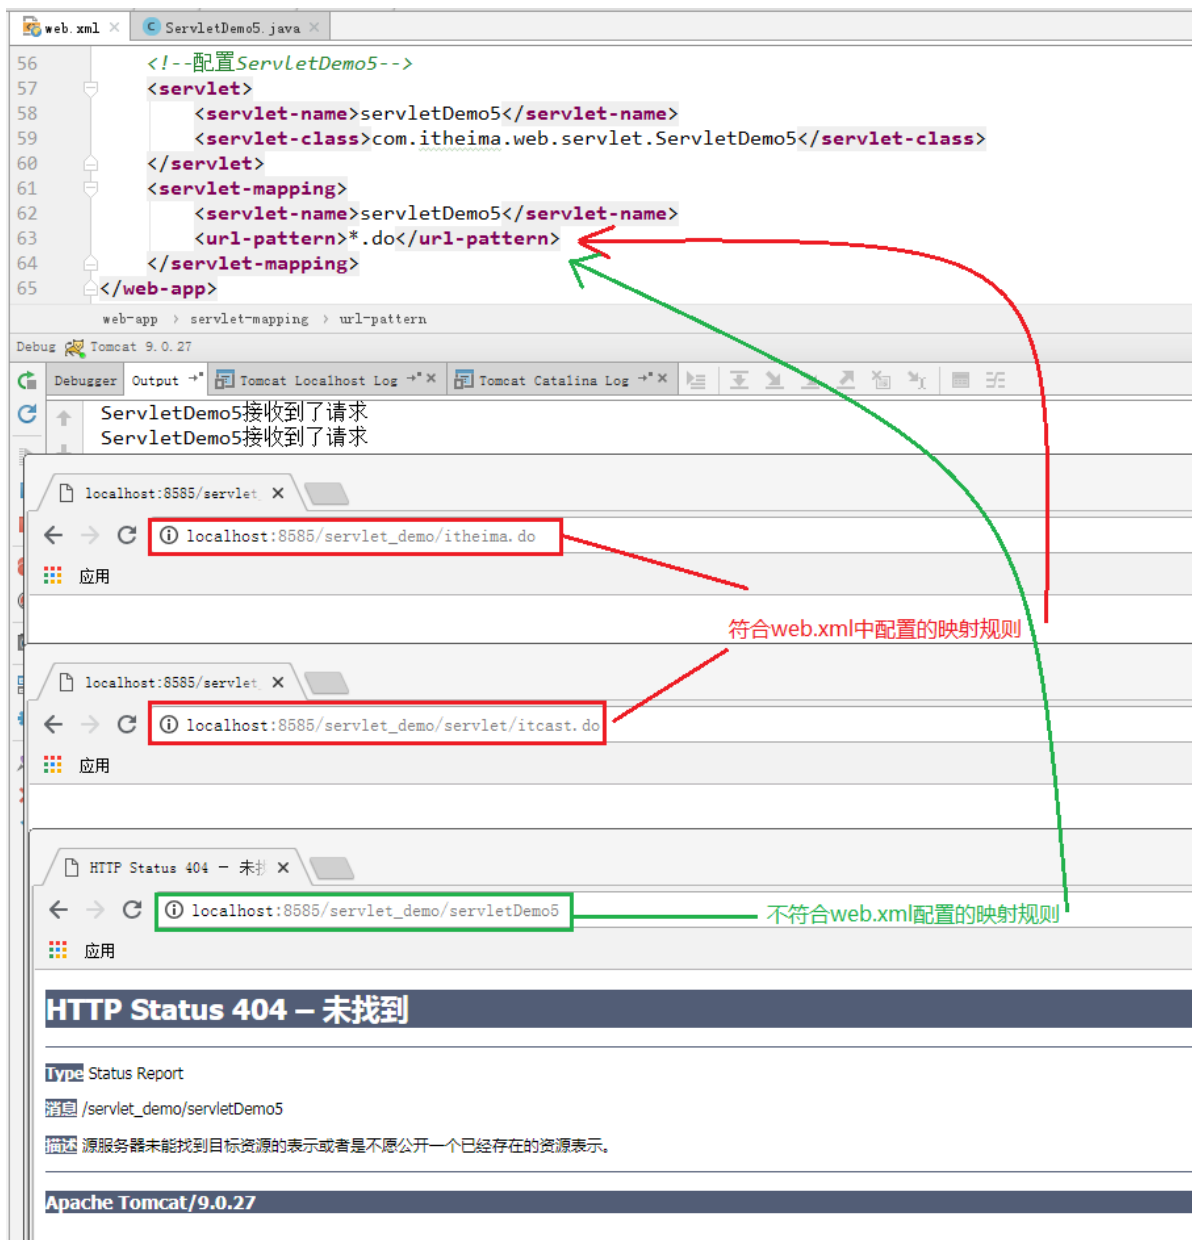 web.xml
ServletDemo5.java
56 <!--配置ServletDemo5-->
57 <servlet>
58 <servlet-name>servletDemo5</servlet-name>
59 <servlet-class>com.itheima.web.servlet.ServletDemo5</servlet-class>
60 </servlet>
61 <servlet-mapping>
62 <servlet-name>servletDemo5</servlet-name>
63 <url-pattern>*.do</url-pattern>
64 </servlet-mapping>
65 </web-app>
web-app › servlet-mapping › url-pattern
Debug Tomcat 9.0.27
Debugger Output Tomcat Localhost Log Tomcat Catalina Log
ServletDemo5接收到了请求
ServletDemo5接收到了请求
localhost:8585/servlet_
localhost:8585/servlet_demo/itheima.do
应用
符合web.xml中配置的映射规则
localhost:8585/servlet_
localhost:8585/servlet_demo/servlet/itcast.do
应用
HTTP Status 404 – 未找
localhost:8585/servlet_demo/servletDemo5
不符合web.xml配置的映射规则
应用
HTTP Status 404 – 未找到
Type Status Report
消息 /servlet_demo/servletDemo5
描述 源服务器未能找到目标资源的表示或者是不愿公开一个已经存在的资源表示。
Apache Tomcat/9.0.27